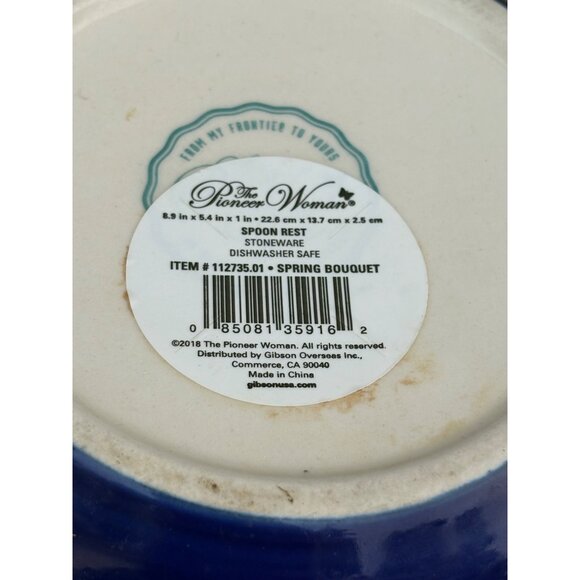 FROM MY FRONTIER TO YOURS
The
Pioneer Woman®
8.9 in x 5.4 in x 1 in • 22.6 cm x 13.7 cm x 2.5 cm
SPOON REST
STONEWARE
DISHWASHER SAFE
ITEM # 112735.01 • SPRING BOUQUET
0 85081 35916 2
©2018 The Pioneer Woman. All rights reserved.
Distributed by Gibson Overseas Inc.,
Commerce, CA 90040
Made in China
gibsonusa.com